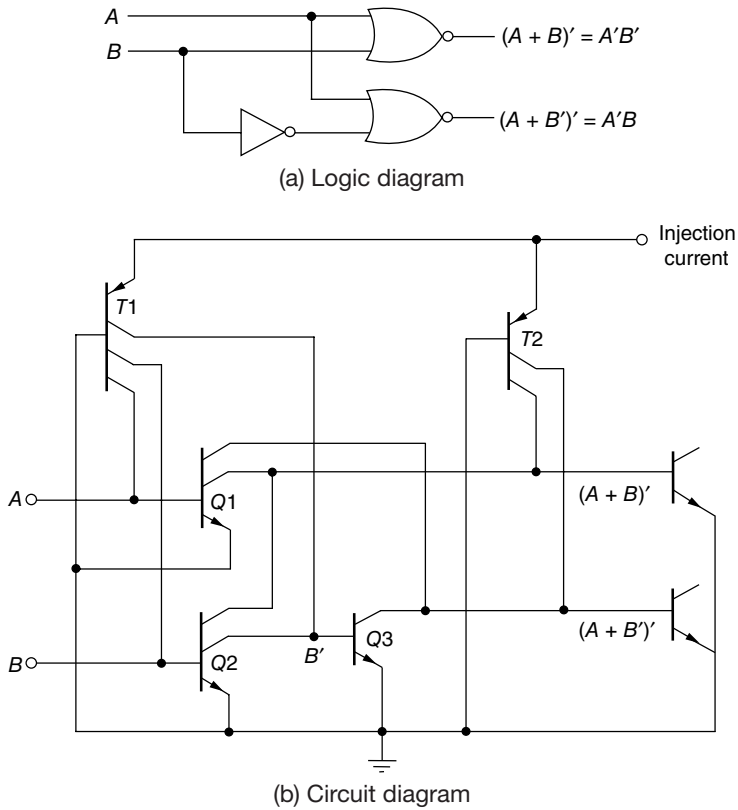 A
B
(A + B)′ = A′B′
(A + B′)′ = A′B
(a) Logic diagram
Injection
current
T1
T2
A
Q1
(A + B)′
B
Q2
B′
Q3
(A + B′)′
(b) Circuit diagram